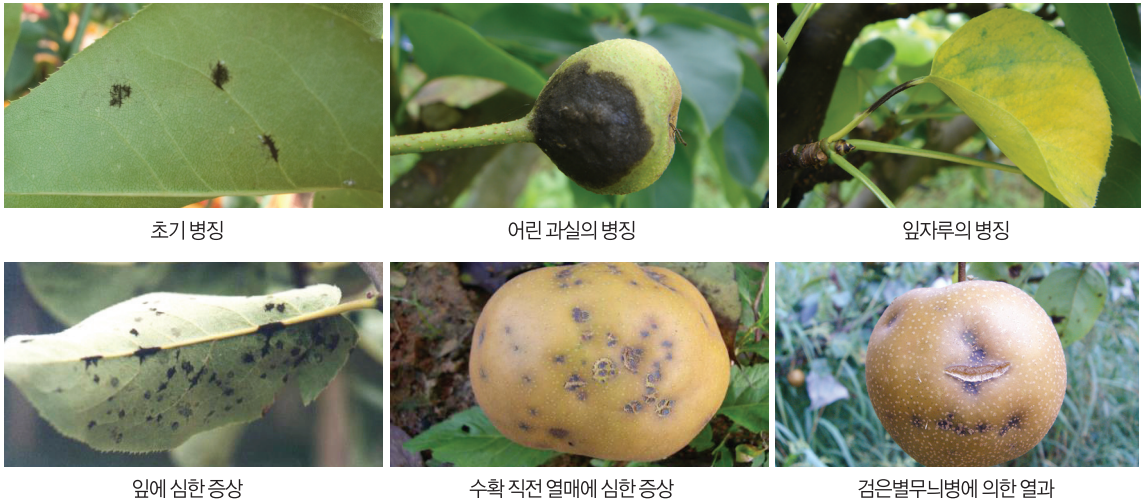 초기 병징
어린 과실의 병징
잎자루의 병징
잎에 심한 증상
수확 직전 열매에 심한 증상
검은별무늬병에 의한 열과